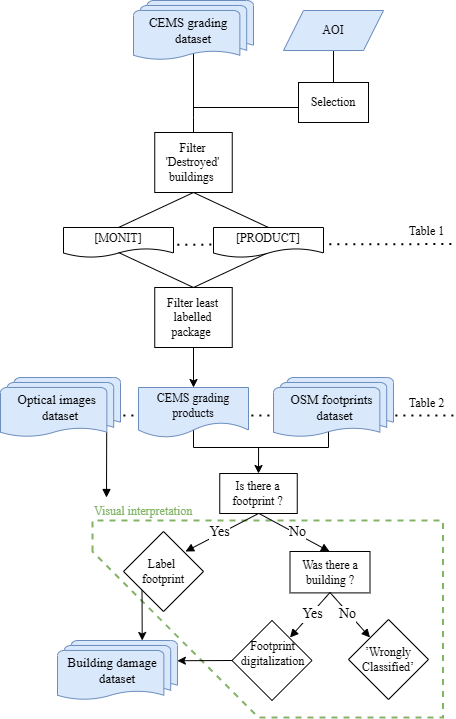 CEMS grading
dataset
AOI
Selection
Filter
'Destroyed'
buildings
[MONIT]
[PRODUCT]
Table 1
Filter least
labelled
package
Optical images
dataset
CEMS grading
products
OSM footprints
dataset
Table 2
Is there a
footprint ?
Visual interpretation
Yes
No
Label
footprint
Was there a
building ?
Yes
No
Footprint
digitalization
'Wrongly
Classified'
Building damage
dataset